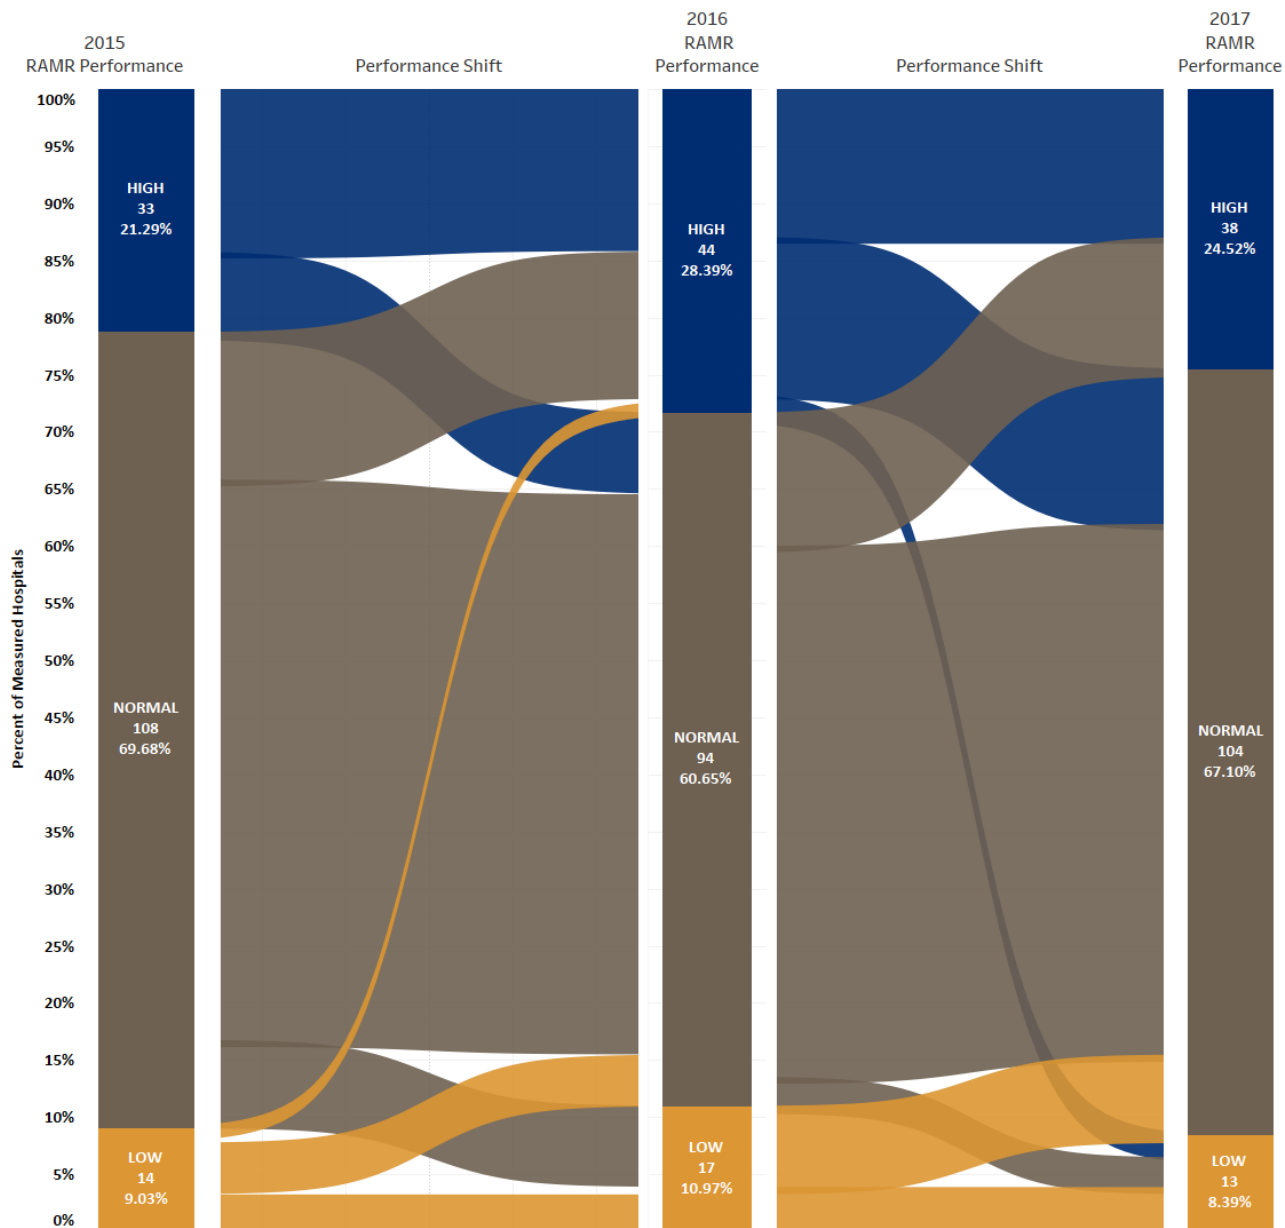 2015
RAMR Performance
Performance Shift
2016
RAMR
Performance
Performance Shift
2017
RAMR
Performance
Percent of Measured Hospitals
100%
95%
90%
85%
80%
75%
70%
65%
60%
55%
50%
45%
40%
35%
30%
25%
20%
15%
10%
5%
0%
HIGH
33
21.29%
NORMAL
108
69.68%
LOW
14
9.03%
HIGH
44
28.39%
NORMAL
94
60.65%
LOW
17
10.97%
HIGH
38
24.52%
NORMAL
104
67.10%
LOW
13
8.39%